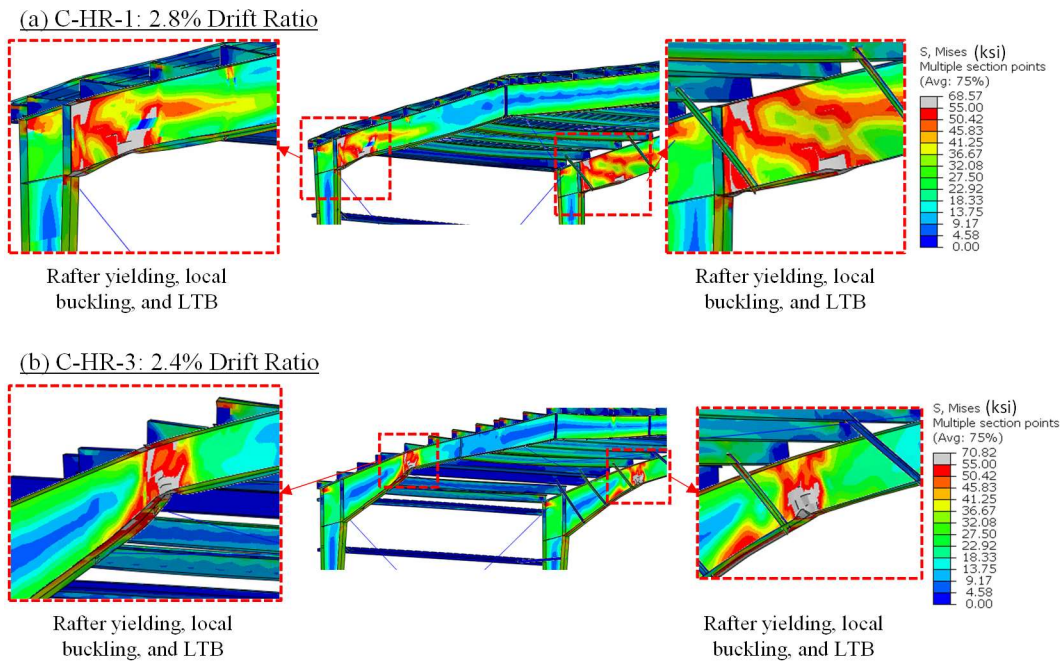 (a) C-HR-1: 2.8% Drift Ratio
S, Mises (ksi)
Multiple section points
(Avg: 75%)
68.57
55.00
50.42
45.83
41.25
36.67
32.08
27.50
22.92
18.33
13.75
9.17
4.58
0.00
Rafter yielding, local
buckling, and LTB
Rafter yielding, local
buckling, and LTB
(b) C-HR-3: 2.4% Drift Ratio
S, Mises (ksi)
Multiple section points
(Avg: 75%)
70.82
55.00
50.42
45.83
41.25
36.67
32.08
27.50
22.92
18.33
13.75
9.17
4.58
0.00
Rafter yielding, local
buckling, and LTB
Rafter yielding, local
buckling, and LTB